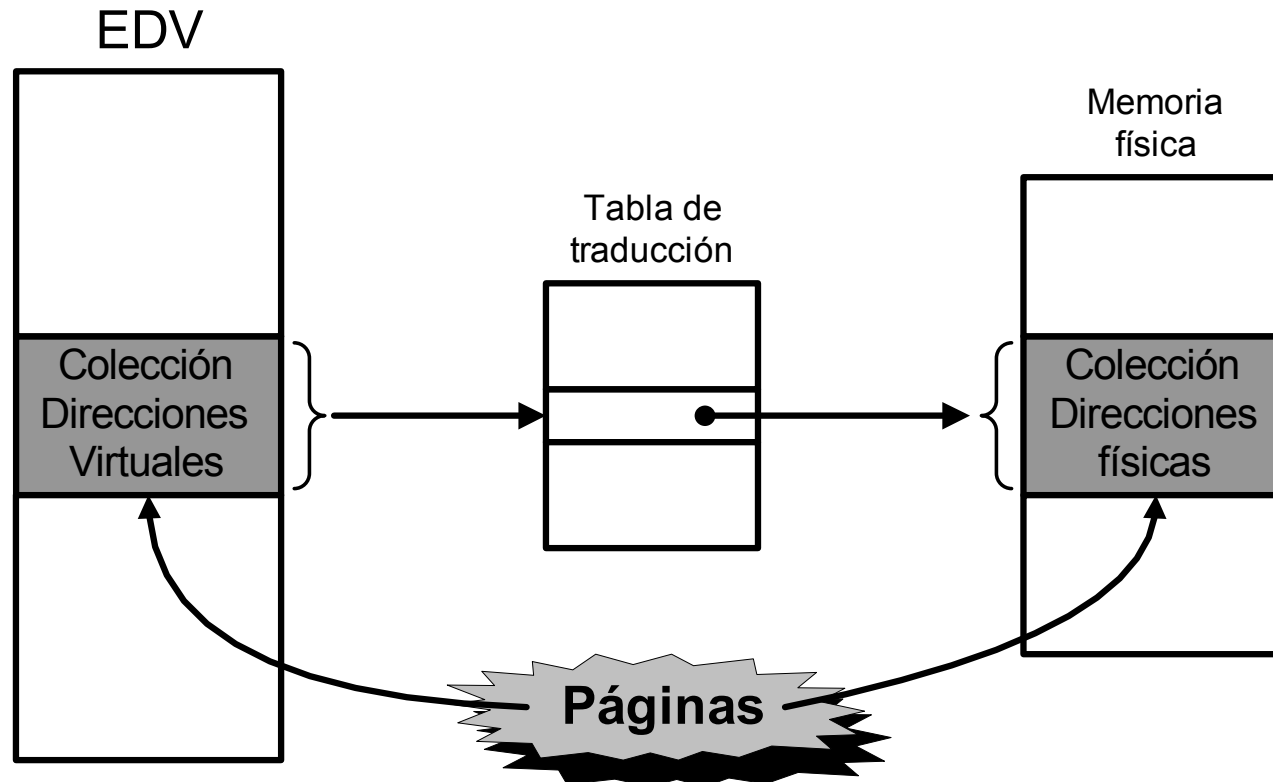 EDV
Memoria
física
Tabla de
traducción
Colección
Direcciones
Virtuales
Colección
Direcciones
físicas
Páginas